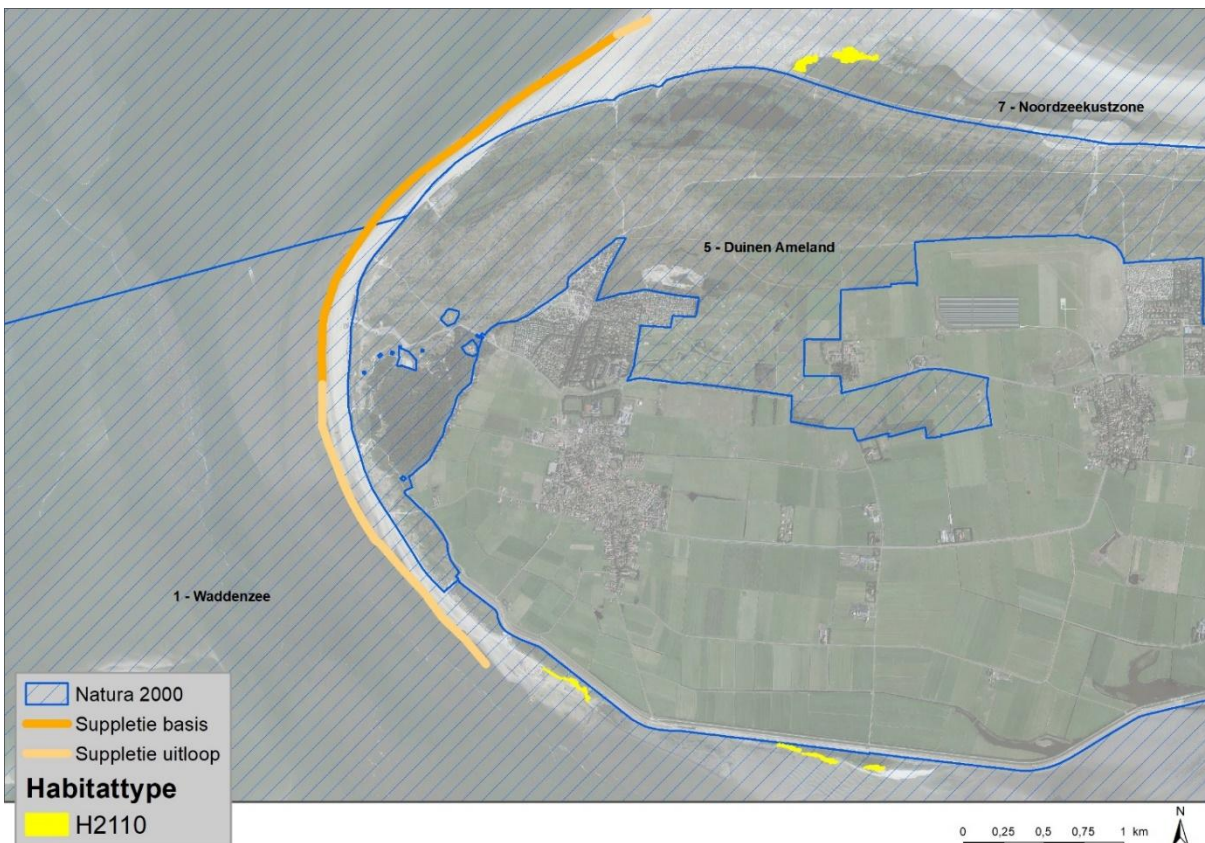 7 - Noordzeekustzone
5 - Duinen Ameland
1 - Waddenzee
Natura 2000
Suppletie basis
Suppletie uitloop
Habitattype
H2110
N
0 0,25 0,5 0,75 1 km